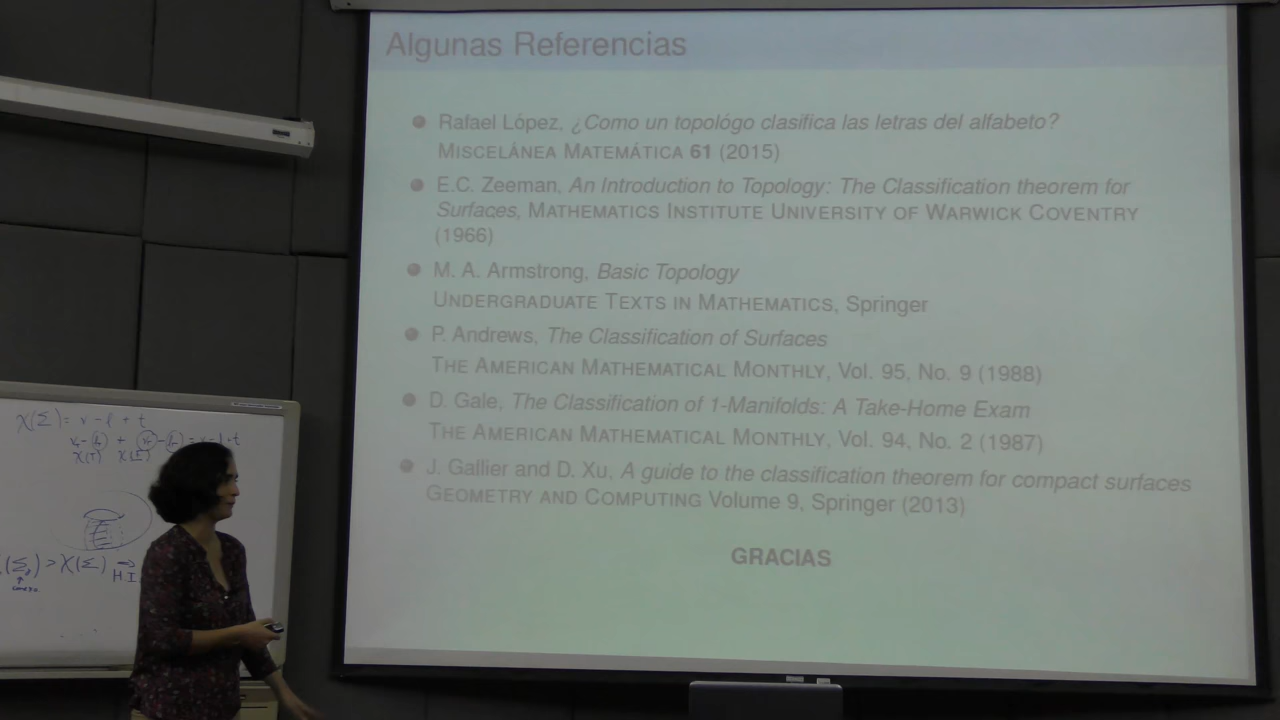 Algunas Referencias
Rafael López, ¿Como un topológo clasifica las letras del alfabeto?
MISCELÁNEA MATEMÁTICA 61 (2015)
E.C. Zeeman, An Introduction to Topology: The Classification theorem for
Surfaces, MATHEMATICS INSTITUTE UNIVERSITY OF WARWICK COVENTRY
(1966)
M. A. Armstrong, Basic Topology
UNDERGRADUATE TEXTS IN MATHEMATICS, Springer
P. Andrews, The Classification of Surfaces
THE AMERICAN MATHEMATICAL MONTHLY, Vol. 95, No. 9 (1988)
D. Gale, The Classification of 1-Manifolds: A Take-Home Exam
THE AMERICAN MATHEMATICAL MONTHLY, Vol. 94, No. 2 (1987)
J. Gallier and D. Xu, A guide to the classification theorem for compact surfaces
GEOMETRY AND COMPUTING Volume 9, Springer (2013)
GRACIAS
χ(Σ) = v - l + t
χ(T) χ(Γ)
(Σ) > χ(Σ) ⇒
H I